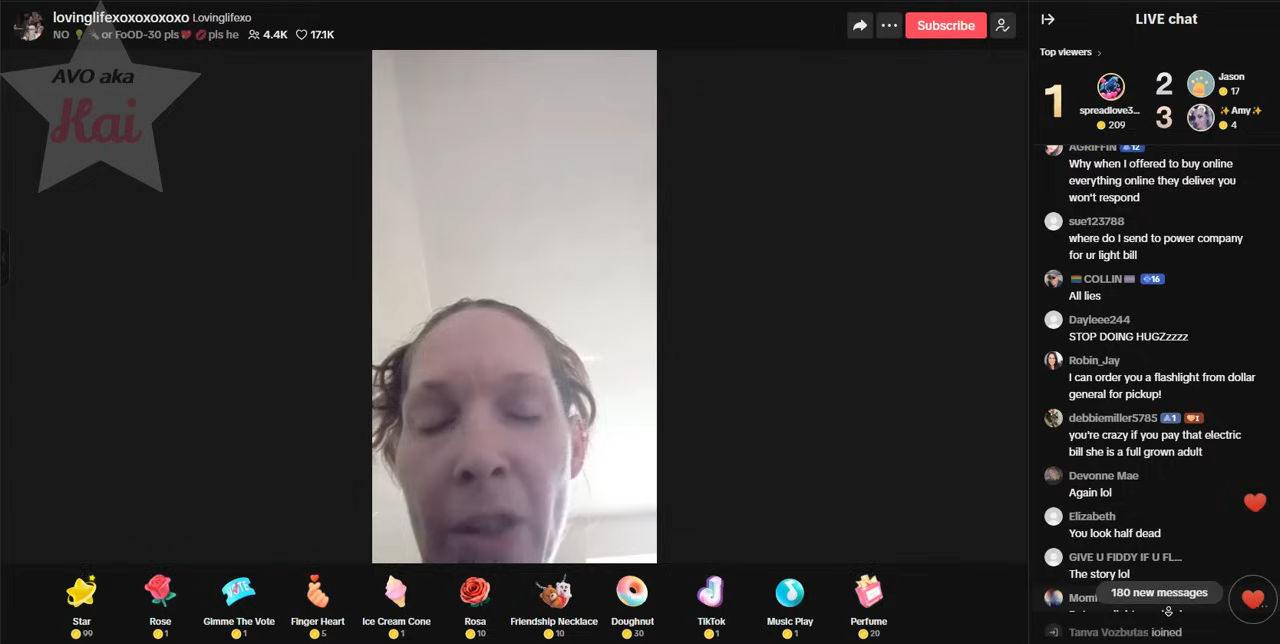 lovinglifexoxoxoxoxo Lovinglifexo
NO 💡🔌 or FoOD-30 pls❤️ 💋 pls he 4.4K 17.1K
Subscribe
AVO aka
Kai
LIVE chat
Top viewers
1
spreadlove3...
209
2
Jason
17
3
✨Amy✨
4
AGRIFFIN 12
Why when I offered to buy online
everything online they deliver you
won't respond
sue123788
where do I send to power company
for ur light bill
COLLIN 16
All lies
Dayleee244
STOP DOING HUGZzzzz
Robin_Jay
I can order you a flashlight from dollar
general for pickup!
debbiemiller5785 1 I
you're crazy if you pay that electric
bill she is a full grown adult
Devonne Mae
Again lol
Elizabeth
You look half dead
GIVE U FIDDY IF U FL...
The story lol
Mom
180 new messages
Tanva Vozbutas joined
Star
99
Rose
1
VOTE
Gimme The Vote
1
Finger Heart
5
Ice Cream Cone
1
Rosa
10
Friendship Necklace
10
Doughnut
30
TikTok
1
Music Play
1
Perfume
20